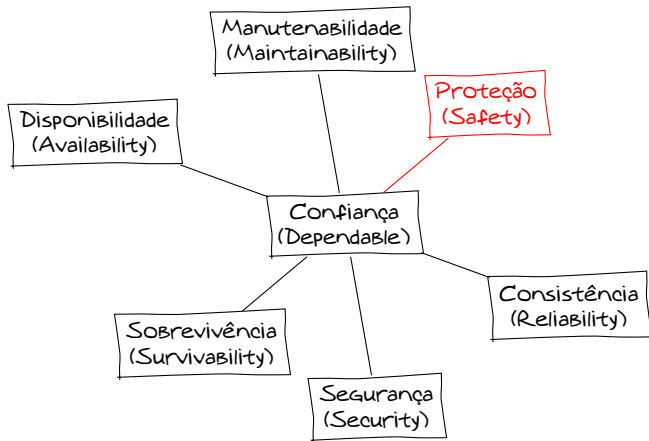 Manutenabilidade
(Maintainability)
Proteção
(Safety)
Disponibilidade
(Availability)
Confiança
(Dependable)
Consistência
(Reliability)
Sobrevivência
(Survivability)
Segurança
(Security)